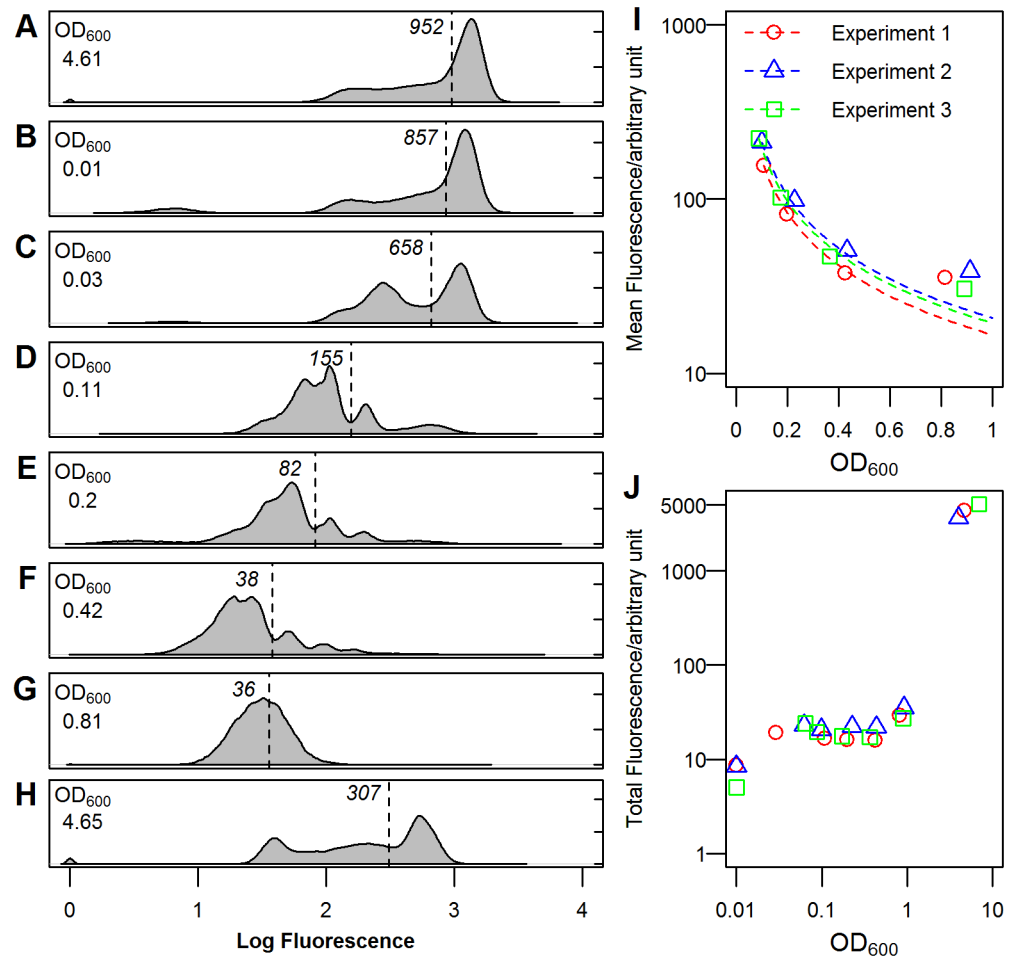 A
OD600
4.61
952
B
OD600
0.01
857
C
OD600
0.03
658
D
OD600
0.11
155
E
OD600
0.2
82
F
OD600
0.42
38
G
OD600
0.81
36
H
OD600
4.65
307
0 1 2 3 4
Log Fluorescence
I
Mean Fluorescence/arbitrary unit
1000
100
10
Experiment 1
Experiment 2
Experiment 3
0 0.2 0.4 0.6 0.8 1
OD600
J
Total Fluorescence/arbitrary unit
5000
1000
100
10
1
0.01 0.1 1 10
OD600